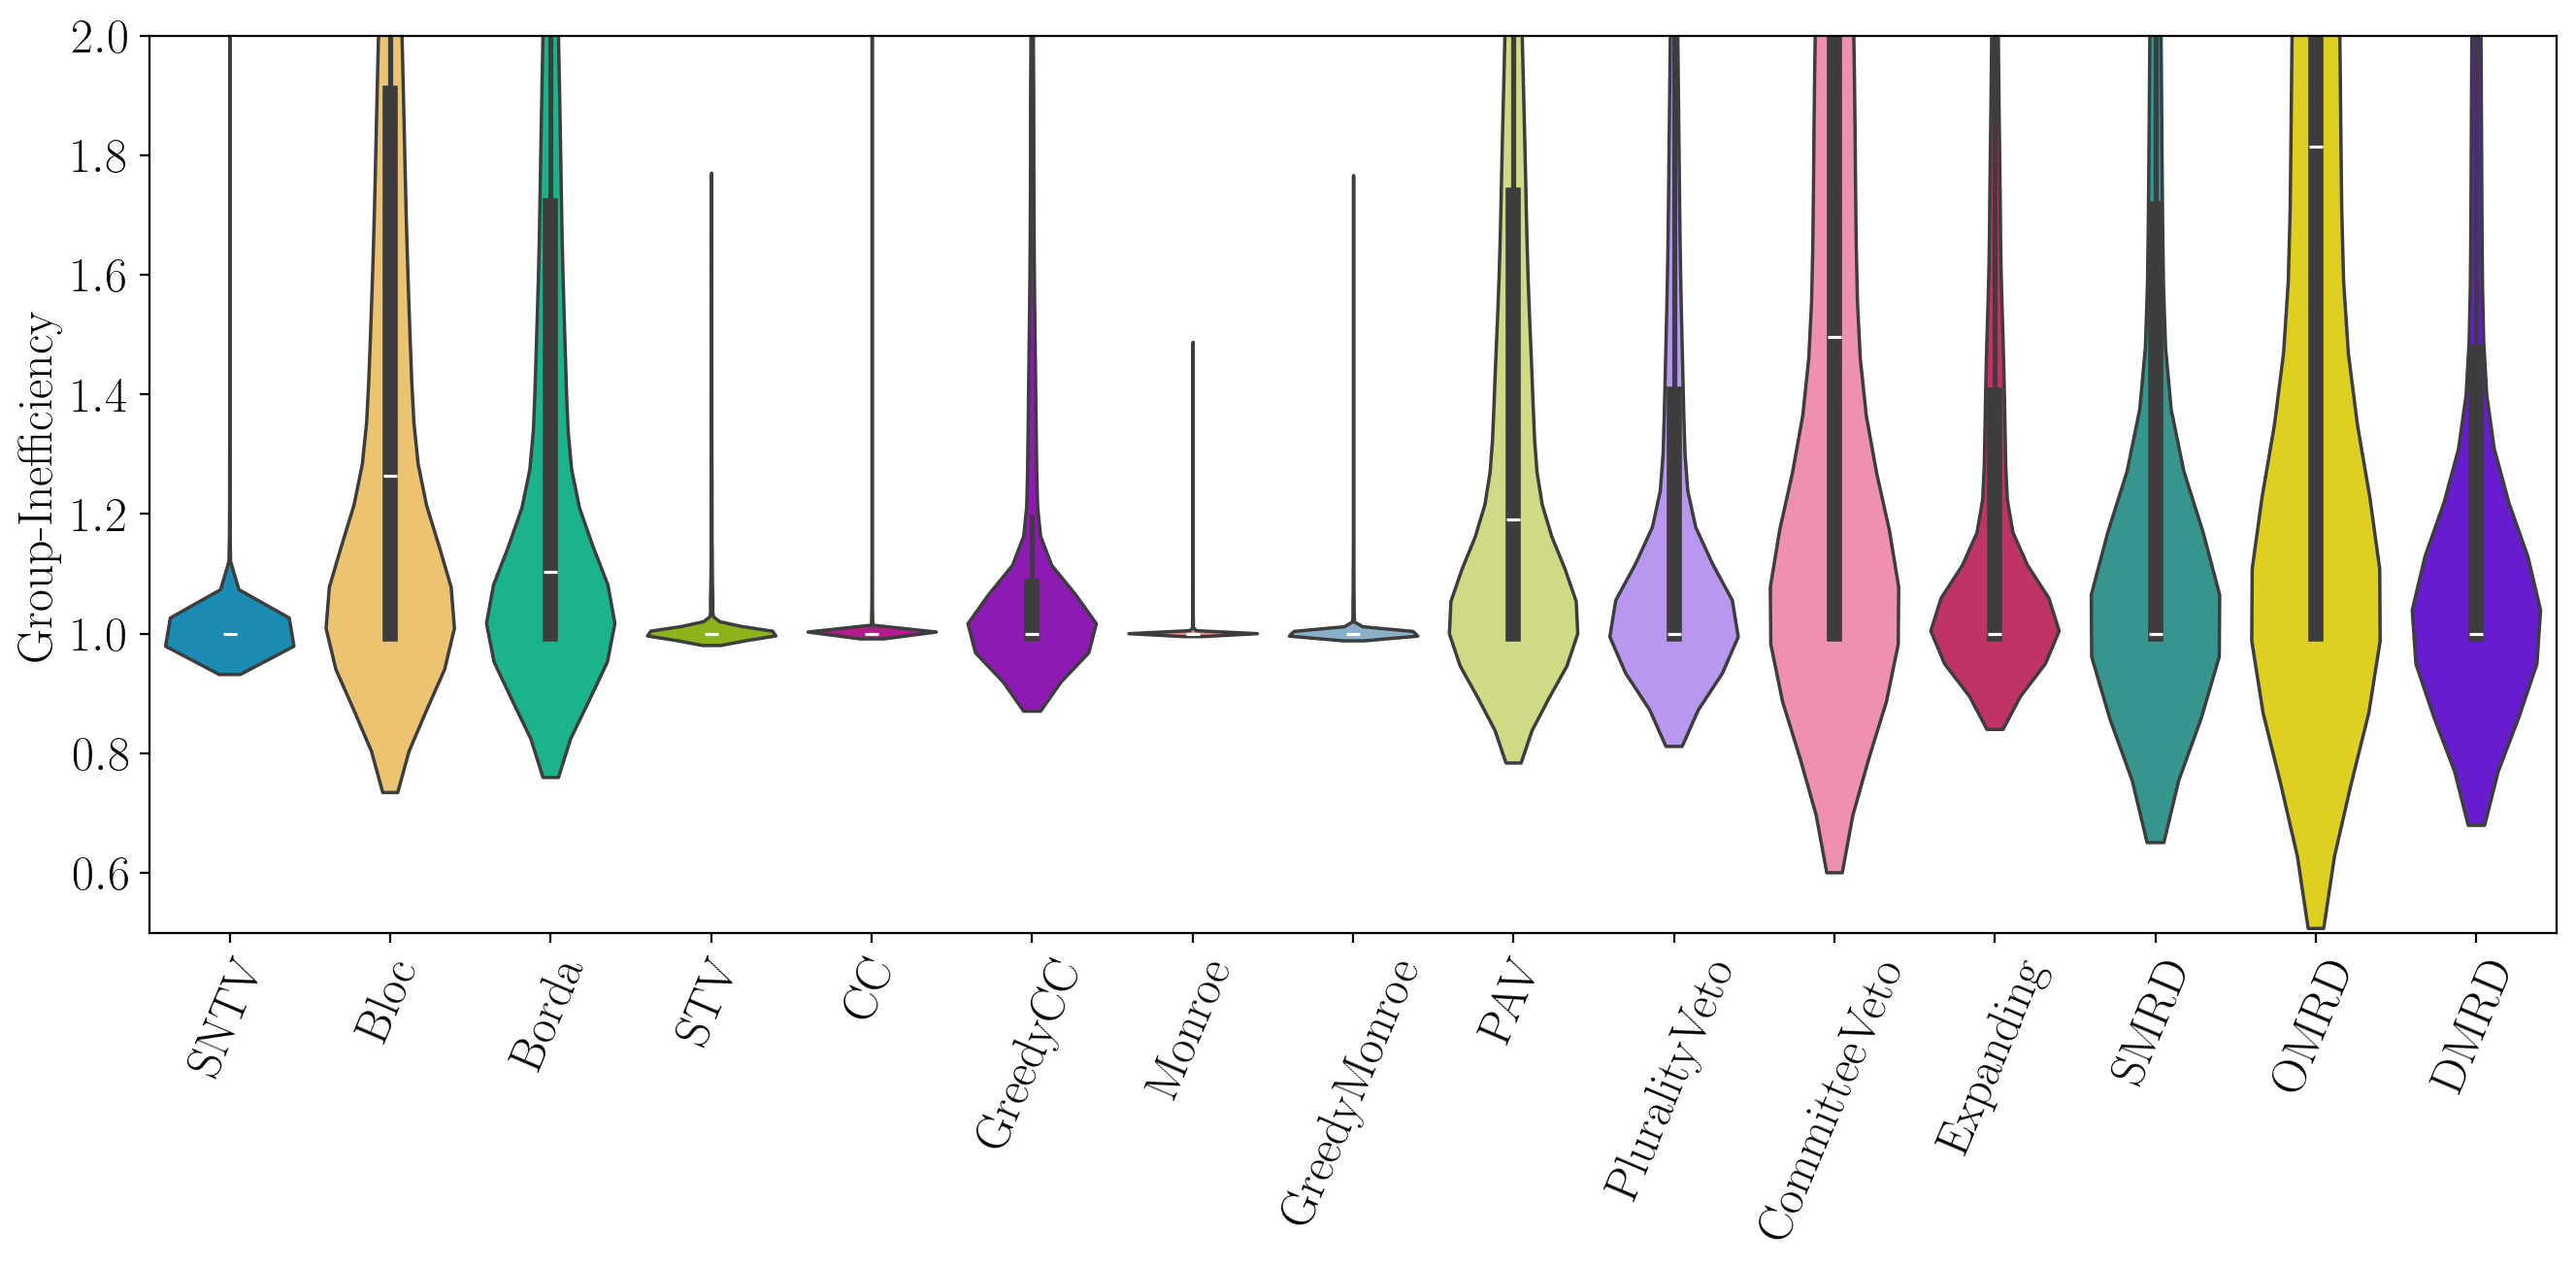 Group-Inefficiency
2.0
1.8
1.6
1.4
1.2
1.0
0.8
0.6
SNTV
Bloc
Borda
STV
CC
GreedyCC
Monroe
GreedyMonroe
PAV
PluralityVeto
CommitteeVeto
Expanding
SMRD
OMRD
DMRD